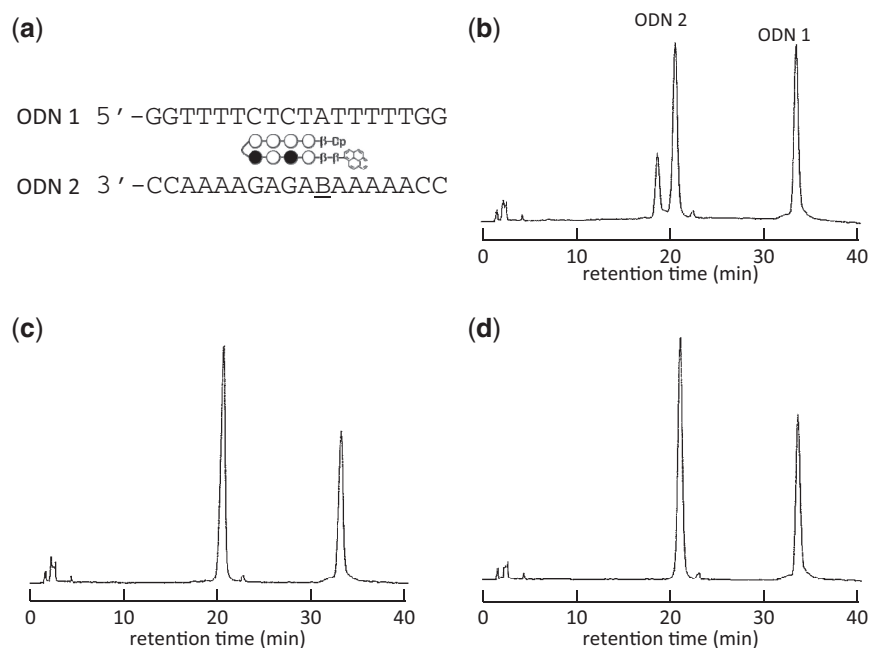 (a)
ODN 1 5'-GGTTTTCTCTATTTTTGG
β-Cp
β-β
ODN 2 3'-CCAAAAGAGABAAAAACC
(b)
ODN 2
ODN 1
0 10 20 30 40
retention time (min)
(c)
0 10 20 30 40
retention time (min)
(d)
0 10 20 30 40
retention time (min)